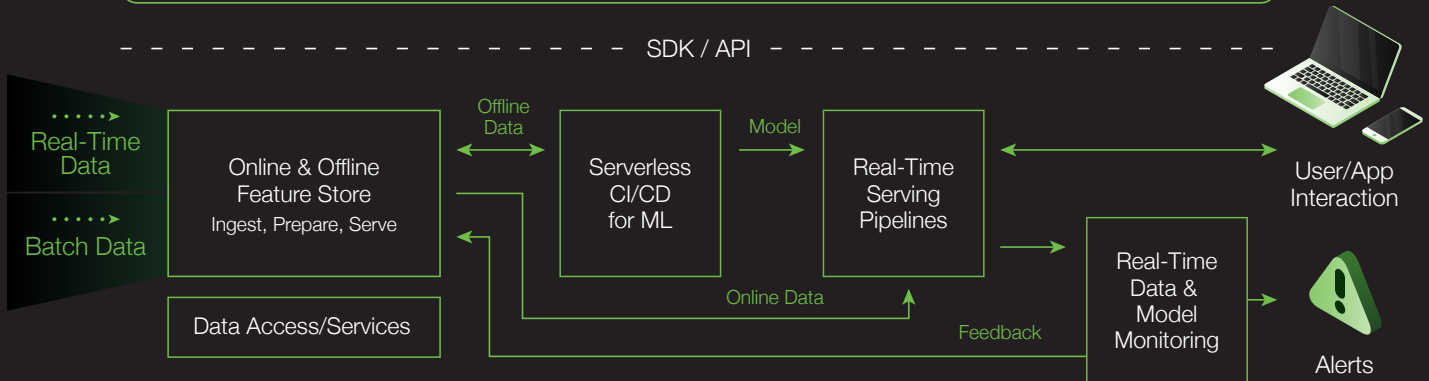 SDK / API
Real-Time
Data
Batch Data
Online & Offline
Feature Store
Ingest, Prepare, Serve
Data Access/Services
Offline
Data
Serverless
CI/CD
for ML
Model
Real-Time
Serving
Pipelines
Online Data
Feedback
Real-Time
Data &
Model
Monitoring
User/App
Interaction
Alerts